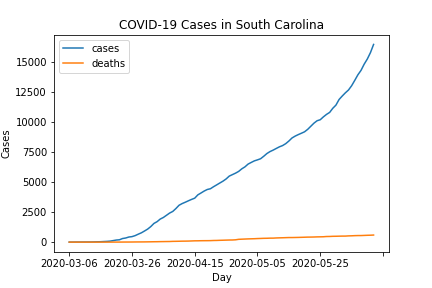 COVID-19 Cases in South Carolina
cases
deaths
15000
12500
10000
7500
5000
2500
0
Cases
2020-03-06 2020-03-26 2020-04-15 2020-05-05 2020-05-25
Day